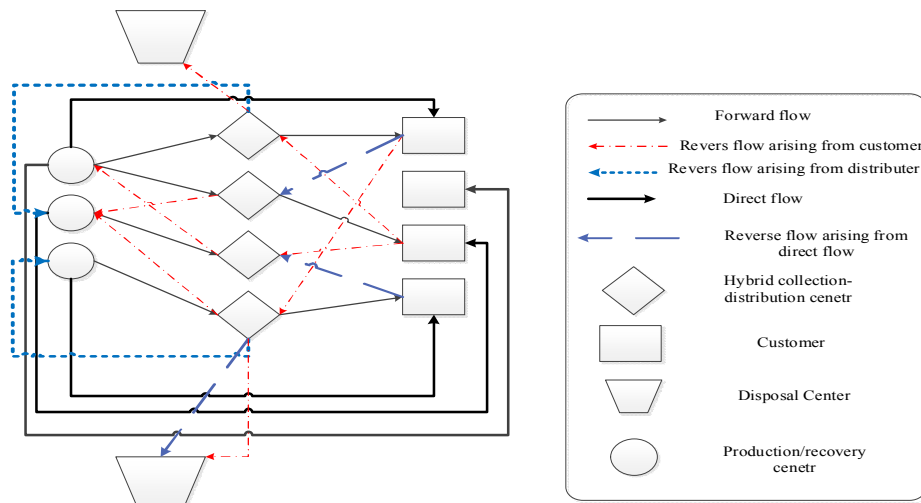 Forward flow
Revers flow arising from customer
Revers flow arising from distributer
Direct flow
Reverse flow arising from
direct flow
Hybrid collection-
distribution cenetr
Customer
Disposal Center
Production/recovery
cenetr